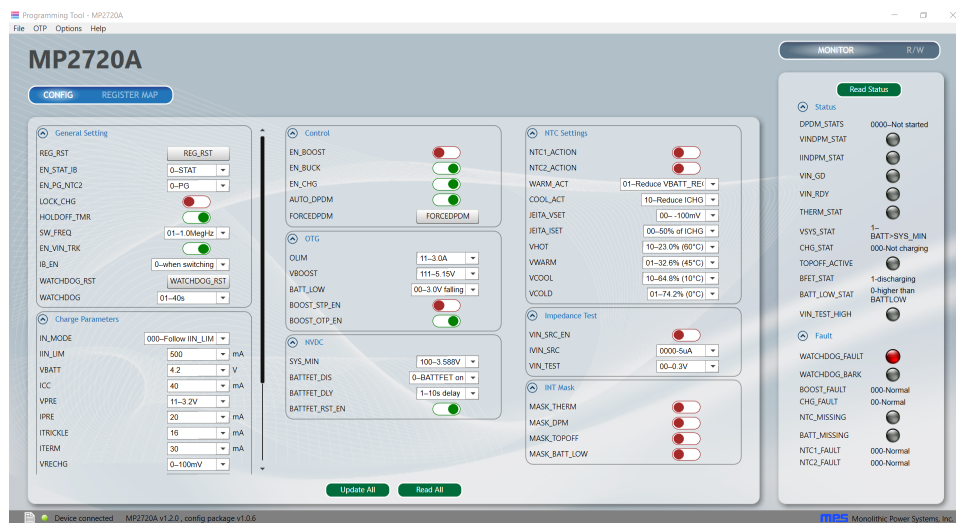 Programming Tool - MP2720A
File OTP Options Help
MP2720A
MONITOR R/W
CONFIG REGISTER MAP
General Setting
REG_RST REG_RST
EN_STAT_IB 0–STAT
EN_PG_NTC2 0–PG
LOCK_CHG
HOLDOFF_TMR
SW_FREQ 01–1.0MegHz
EN_VIN_TRK
IB_EN 0–when switching
WATCHDOG_RST WATCHDOG_RST
WATCHDOG 01–40s
Charge Parameters
IN_MODE 000–Follow IIN_LIM
IIN_LIM 500 mA
VBATT 4.2 V
ICC 40 mA
VPRE 11–3.2V
IPRE 20 mA
ITRICKLE 16 mA
ITERM 30 mA
VRECHG 0–100mV
Control
EN_BOOST
EN_BUCK
EN_CHG
AUTO_DPDM
FORCEDPDM FORCEDPDM
OTG
OLIM 11–3.0A
VBOOST 111–5.15V
BATT_LOW 00–3.0V falling
BOOST_STP_EN
BOOST_OTP_EN
NVDC
SYS_MIN 100–3.588V
BATTFET_DIS 0–BATTFET on
BATTFET_DLY 1–10s delay
BATTFET_RST_EN
NTC Settings
NTC1_ACTION
NTC2_ACTION
WARM_ACT 01–Reduce VBATT_RE
COOL_ACT 10–Reduce ICHG
JEITA_VSET 00– -100mV
JEITA_ISET 00–50% of ICHG
VHOT 10–23.0% (60°C)
VWARM 01–32.6% (45°C)
VCOOL 10–64.8% (10°C)
VCOLD 01–74.2% (0°C)
Impedance Test
VIN_SRC_EN
IVIN_SRC 0000-5uA
VIN_TEST 00–0.3V
INT Mask
MASK_THERM
MASK_DPM
MASK_TOPOFF
MASK_BATT_LOW
Update All Read All
Read Status
Status
DPDM_STATS 0000–Not started
VINDPM_STAT
IINDPM_STAT
VIN_GD
VIN_RDY
THERM_STAT
VSYS_STAT 1–
BATT>SYS_MIN
CHG_STAT 000-Not charging
TOPOFF_ACTIVE
BFET_STAT 1-discharging
BATT_LOW_STAT 0-higher than
BATTLOW
VIN_TEST_HIGH
Fault
WATCHDOG_FAULT
WATCHDOG_BARK
BOOST_FAULT 000-Normal
CHG_FAULT 00-Normal
NTC_MISSING
BATT_MISSING
NTC1_FAULT 000-Normal
NTC2_FAULT 000-Normal
Device connected MP2720A v1.2.0 , config package v1.0.6
mps Monolithic Power Systems, Inc.